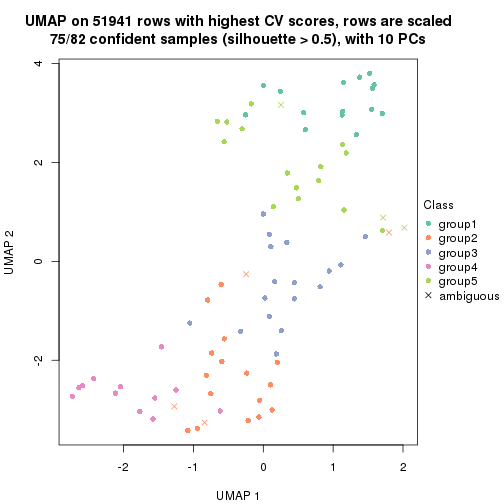 UMAP on 51941 rows with highest CV scores, rows are scaled
75/82 confident samples (silhouette > 0.5), with 10 PCs
4
2
0
-2
UMAP 2
-2
-1
0
1
2
UMAP 1
Class
group1
group2
group3
group4
group5
ambiguous